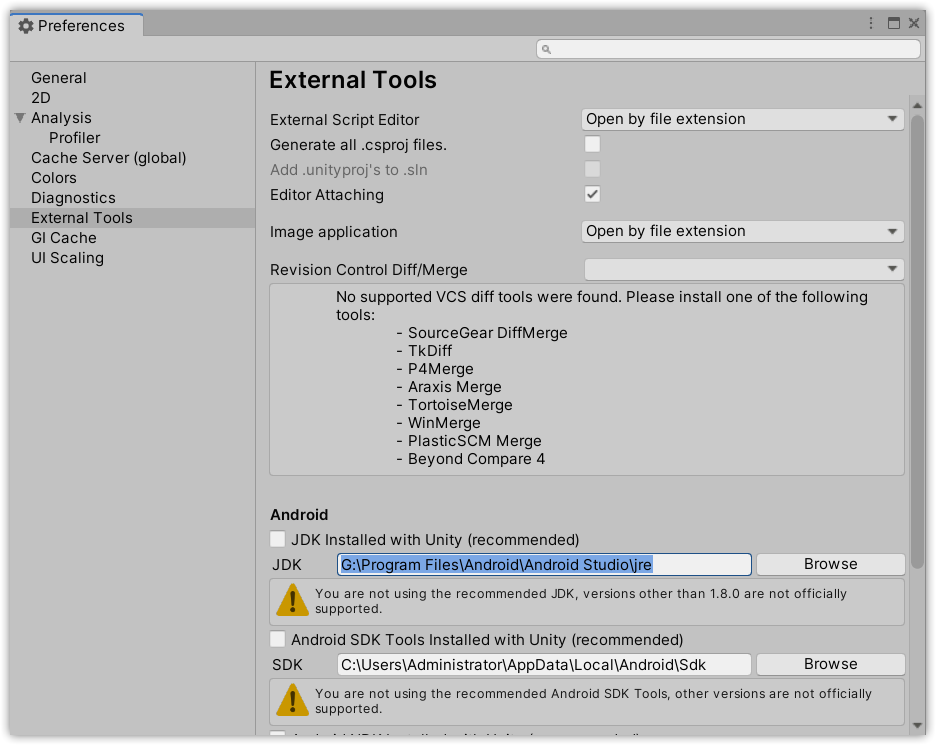 Preferences
General
2D
Analysis
Profiler
Cache Server (global)
Colors
Diagnostics
External Tools
GI Cache
UI Scaling
External Tools
External Script Editor
Open by file extension
Generate all .csproj files.
Add .unityproj's to .sln
Editor Attaching
Image application
Open by file extension
Revision Control Diff/Merge
No supported VCS diff tools were found. Please install one of the following
tools:
- SourceGear DiffMerge
- TkDiff
- P4Merge
- Araxis Merge
- TortoiseMerge
- WinMerge
- PlasticSCM Merge
- Beyond Compare 4
Android
JDK Installed with Unity (recommended)
JDK
G:\Program Files\Android\Android Studio\jre
Browse
You are not using the recommended JDK, versions other than 1.8.0 are not officially
supported.
Android SDK Tools Installed with Unity (recommended)
SDK
C:\Users\Administrator\AppData\Local\Android\Sdk
Browse
You are not using the recommended Android SDK Tools, other versions are not officially
supported.